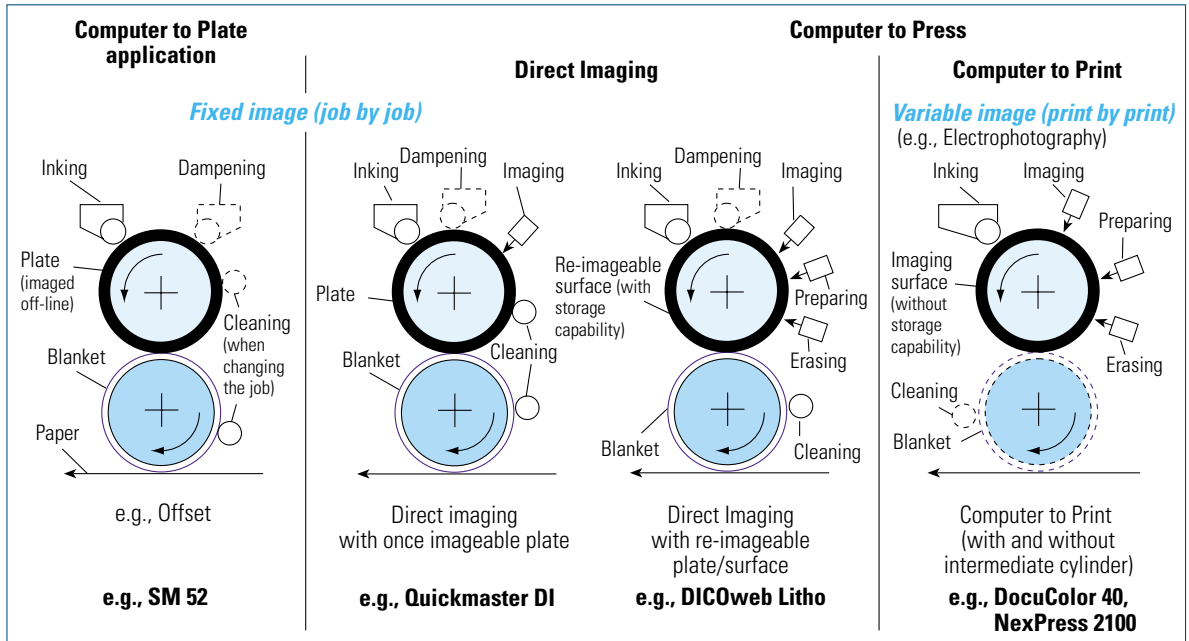 Computer to Plate
application
Computer to Press
Direct Imaging
Computer to Print
Fixed image (job by job)
Variable image (print by print)
(e.g., Electrophotography)
Inking
Dampening
Plate
(imaged
off-line)
Cleaning
(when
changing
the job)
Blanket
Paper
e.g., Offset
e.g., SM 52
Dampening
Inking
Imaging
Plate
Cleaning
Blanket
Direct imaging
with once imageable plate
e.g., Quickmaster DI
Dampening
Inking
Imaging
Re-imageable
surface (with
storage
capability)
Preparing
Erasing
Blanket
Cleaning
Direct Imaging
with re-imageable
plate/surface
e.g., DICOweb Litho
Inking
Imaging
Preparing
Imaging
surface
(without
storage
capability)
Erasing
Cleaning
Blanket
Computer to Print
(with and without
intermediate cylinder)
e.g., DocuColor 40,
NexPress 2100